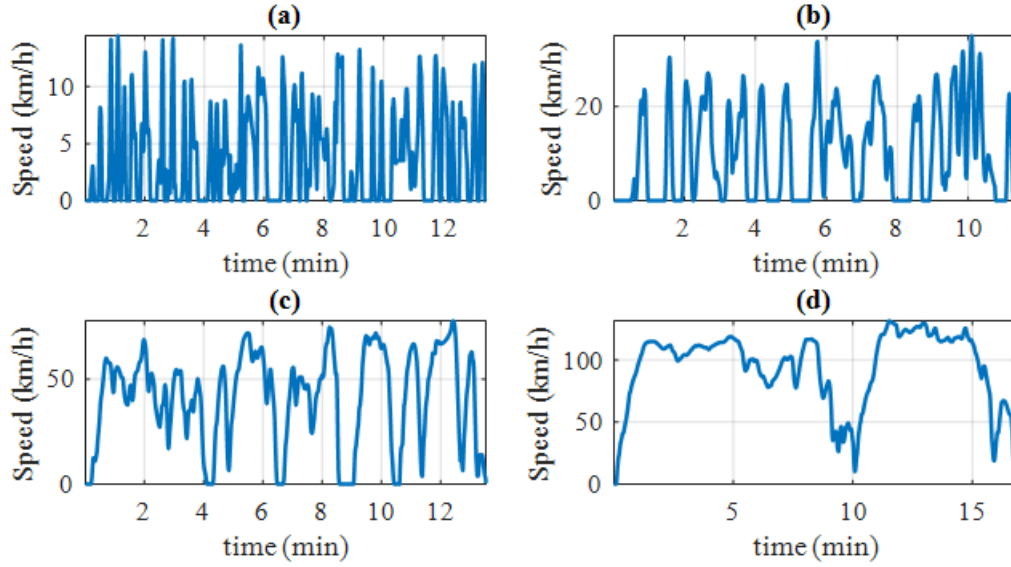 (a)
Speed (km/h)
10
5
0
2 4 6 8 10 12
time (min)
(b)
Speed (km/h)
20
0
2 4 6 8 10
time (min)
(c)
Speed (km/h)
50
0
2 4 6 8 10 12
time (min)
(d)
Speed (km/h)
100
50
0
5 10 15
time (min)